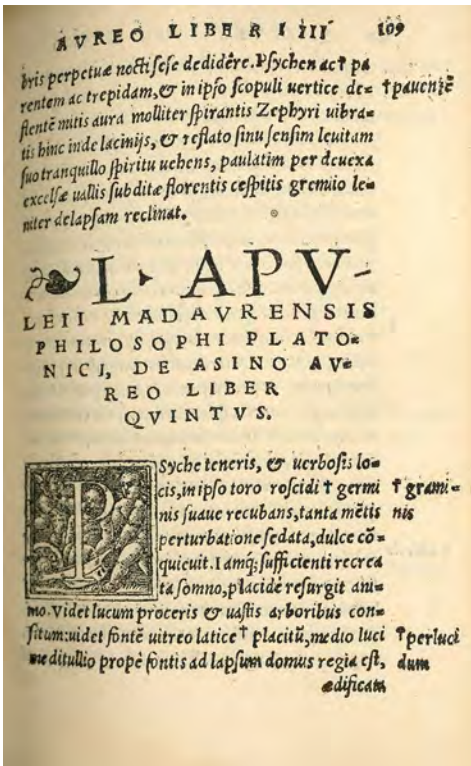 AVREO LIBER IIII 109
bris perpetuæ nocti sese dedidêre. Psychen ac† pa
rentem ac trepidam, & in ipso scopuli uertice de= †pauentē
flentē mitis aura molliter spirantis Zephyri uibra=
tis hinc inde lacinijs, & reflato sinu sensim leuitam
suo tranquillo spiritu uehens, paulatim per deuexa
excelsæ uallis subditæ florentis cespitis gremio le=
niter delapsam reclinat.
L. APV-
LEII MADAVRENSIS
PHILOSOPHI PLATO=
NICI, DE ASINO AV=
REO LIBER
QVINTVS.
PSyche teneris, & uerbosis lo=
cis, in ipso toro roscidi † germi † grami=
nis suaue recubans, tanta mētis nis
perturbatione sedata, dulce cō=
quieuit. Iamq; sufficienti recrea
ta somno, placidé resurgit ani=
mo. Videt lucum proceris & uastis arboribus con=
situm: uidet fontē uitreo latice † placitū, medio luci †perluci
meditullio propè fontis ad lapsum domus regia est, dum
ædificata